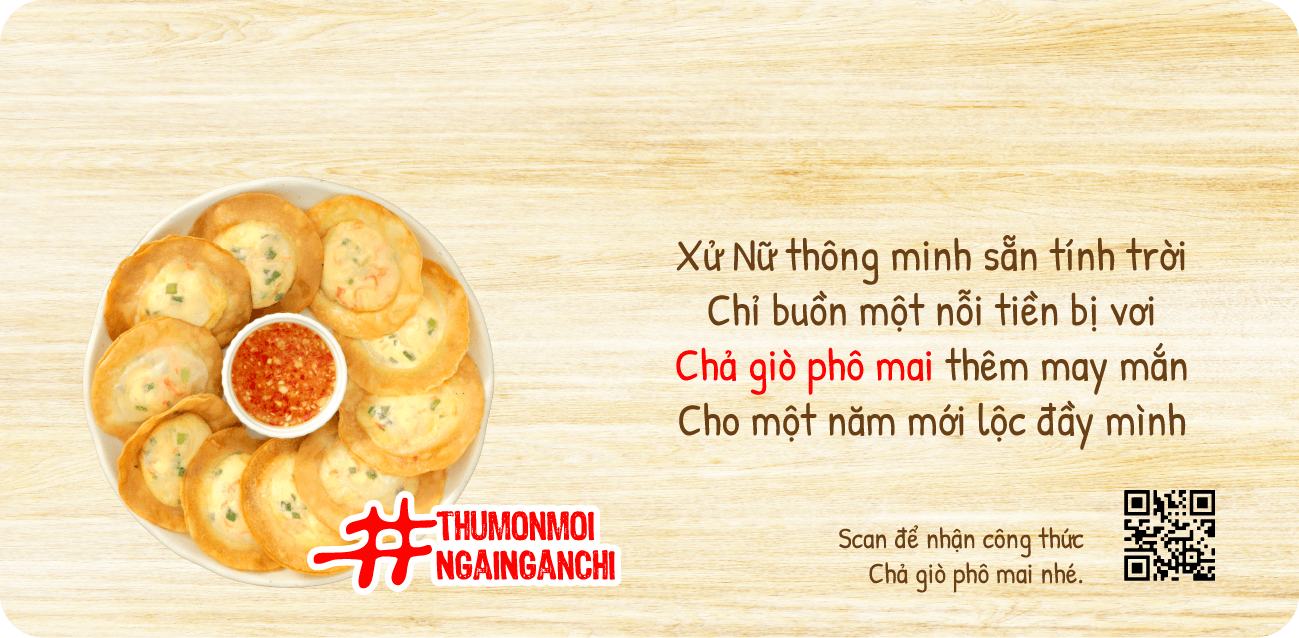 Xử Nữ thông minh sẵn tính trời
Chỉ buồn một nỗi tiền bị vơi
Chả giò phô mai thêm may mắn
Cho một năm mới lộc đầy mình
#THUMONMOI
NGAINGANCHI
Scan để nhận công thức
Chả giò phô mai nhé.